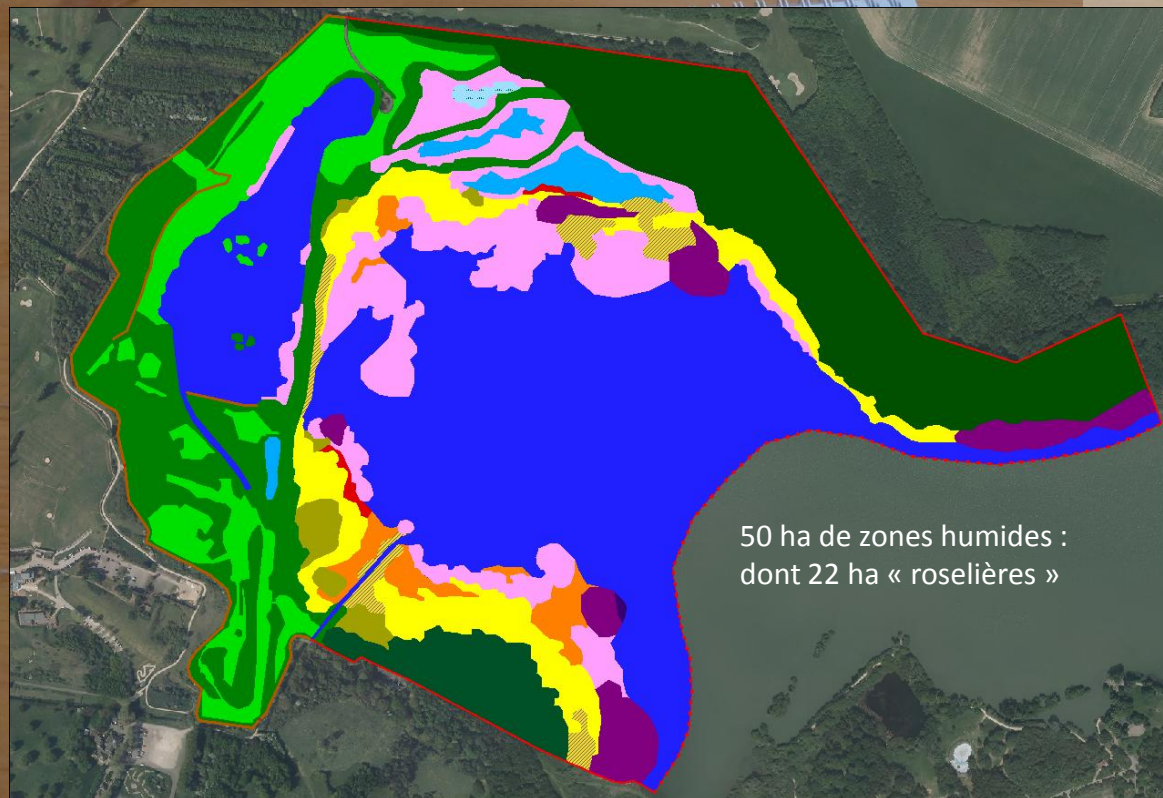 50 ha de zones humides :
dont 22 ha « roselières »